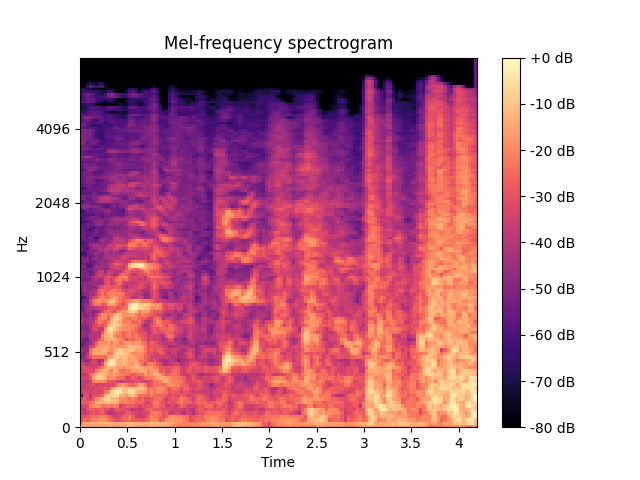 Mel-frequency spectrogram
Hz
4096
2048
1024
512
0
0 0.5 1 1.5 2 2.5 3 3.5 4
Time
+0 dB
-10 dB
-20 dB
-30 dB
-40 dB
-50 dB
-60 dB
-70 dB
-80 dB